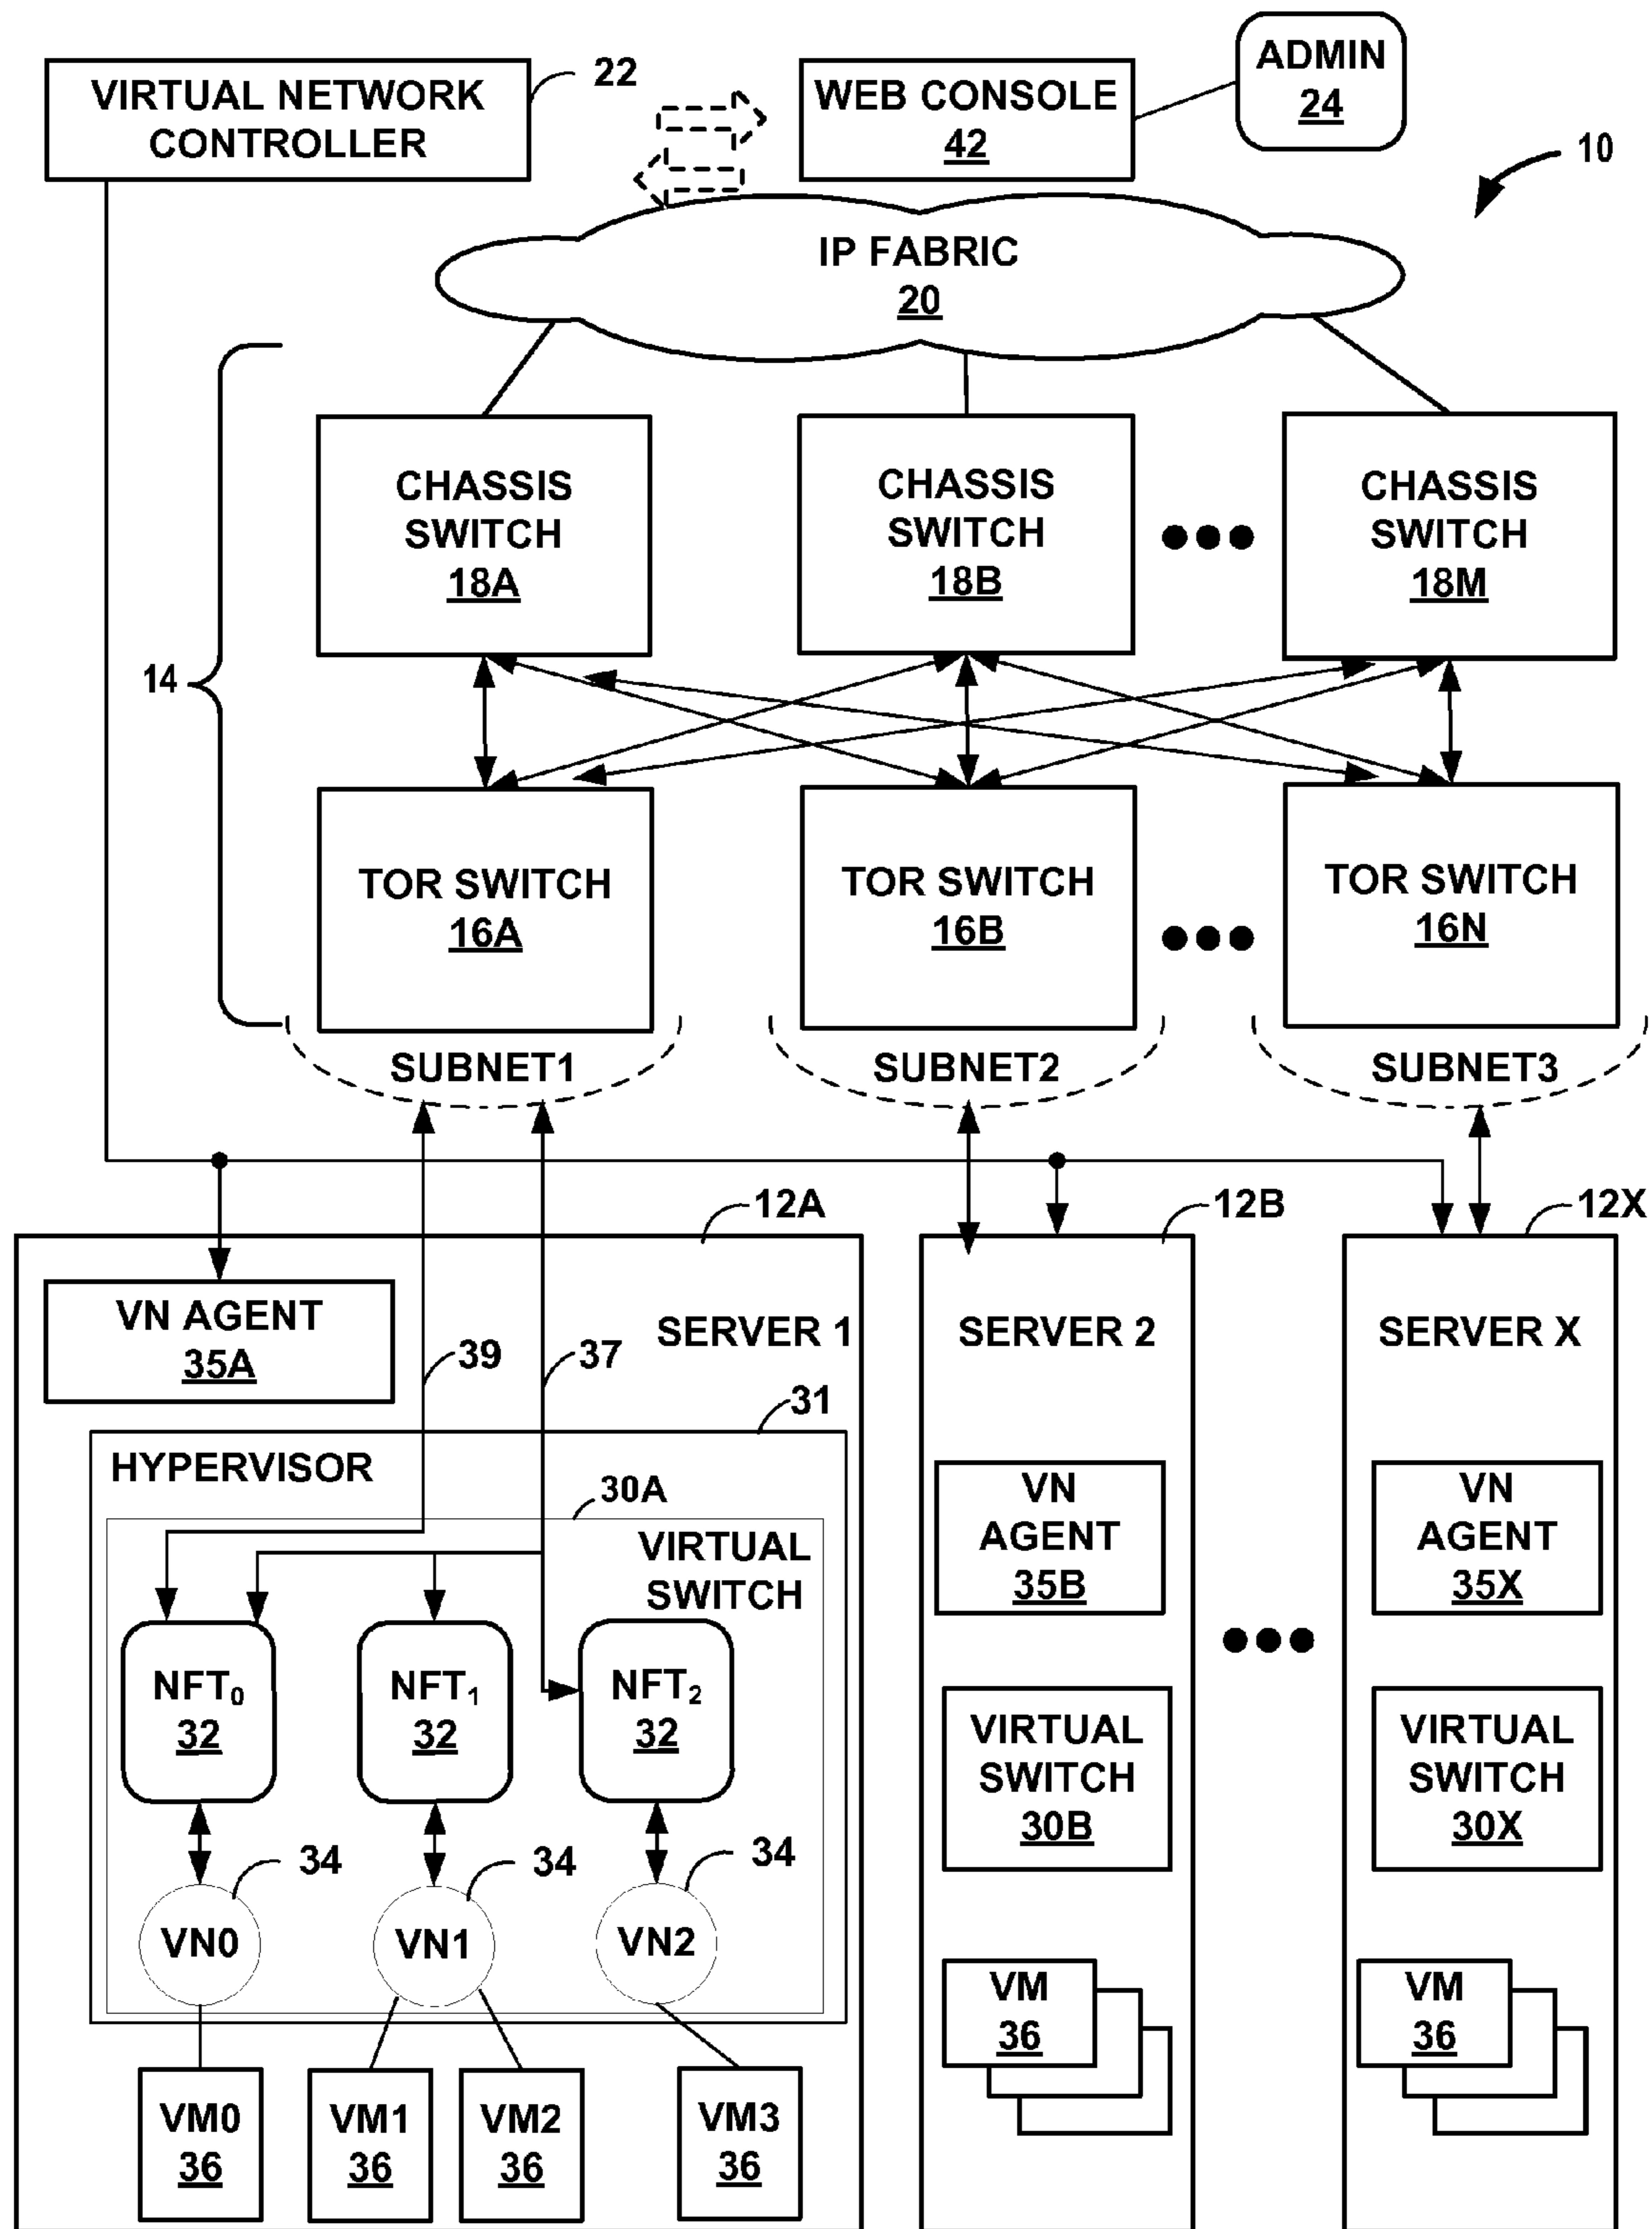 VIRTUAL NETWORK
CONTROLLER
22
WEB CONSOLE
42
ADMIN
24
10
IP FABRIC
20
14
CHASSIS
SWITCH
18A
CHASSIS
SWITCH
18B
CHASSIS
SWITCH
18M
TOR SWITCH
16A
TOR SWITCH
16B
TOR SWITCH
16N
SUBNET1
SUBNET2
SUBNET3
12A
12B
12X
VN AGENT
35A
SERVER 1
39
37
31
HYPERVISOR
30A
VIRTUAL
SWITCH
NFT₀
32
NFT₁
32
NFT₂
32
34
34
34
VN0
VN1
VN2
VM0
36
VM1
36
VM2
36
VM3
36
SERVER 2
VN
AGENT
35B
VIRTUAL
SWITCH
30B
VM
36
SERVER X
VN
AGENT
35X
VIRTUAL
SWITCH
30X
VM
36